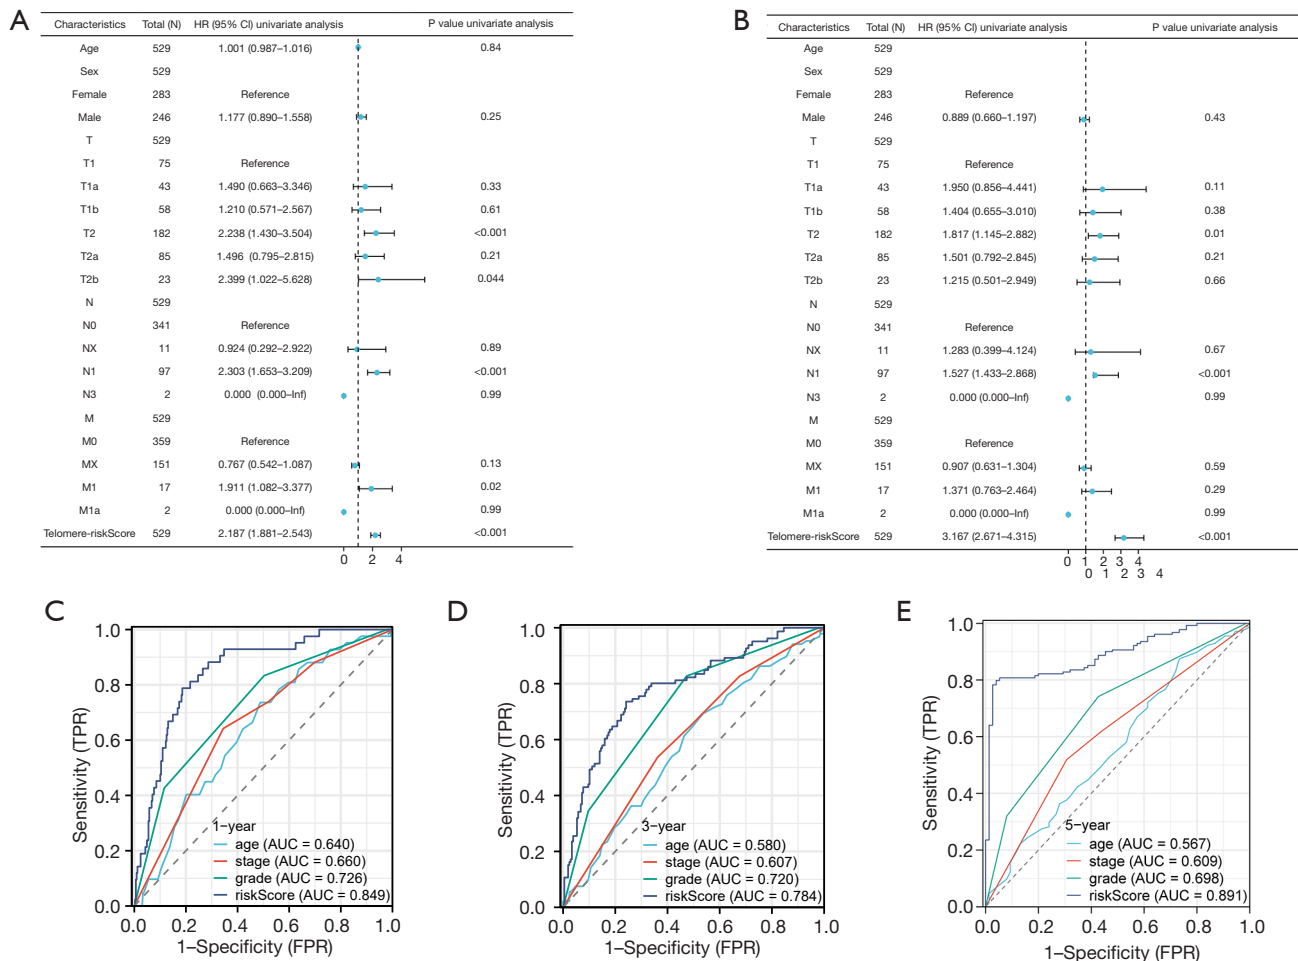 A
Characteristics Total (N) HR (95% CI) univariate analysis P value univariate analysis
Age 529 1.001 (0.987–1.016) 0.84
Sex 529
Female 283 Reference
Male 246 1.177 (0.890–1.558) 0.25
T 529
T1 75 Reference
T1a 43 1.490 (0.663–3.346) 0.33
T1b 58 1.210 (0.571–2.567) 0.61
T2 182 2.238 (1.430–3.504) <0.001
T2a 85 1.496 (0.795–2.815) 0.21
T2b 23 2.399 (1.022–5.628) 0.044
N 529
N0 341 Reference
NX 11 0.924 (0.292–2.922) 0.89
N1 97 2.303 (1.653–3.209) <0.001
N3 2 0.000 (0.000–Inf) 0.99
M 529
M0 359 Reference
MX 151 0.767 (0.542–1.087) 0.13
M1 17 1.911 (1.082–3.377) 0.02
M1a 2 0.000 (0.000–Inf) 0.99
Telomere-riskScore 529 2.187 (1.881–2.543) <0.001
0 2 4
B
Characteristics Total (N) HR (95% CI) univariate analysis P value univariate analysis
Age 529
Sex 529
Female 283 Reference
Male 246 0.889 (0.660–1.197) 0.43
T 529
T1 75 Reference
T1a 43 1.950 (0.856–4.441) 0.11
T1b 58 1.404 (0.655–3.010) 0.38
T2 182 1.817 (1.145–2.882) 0.01
T2a 85 1.501 (0.792–2.845) 0.21
T2b 23 1.215 (0.501–2.949) 0.66
N 529
N0 341 Reference
NX 11 1.283 (0.399–4.124) 0.67
N1 97 1.527 (1.433–2.868) <0.001
N3 2 0.000 (0.000–Inf) 0.99
M 529
M0 359 Reference
MX 151 0.907 (0.631–1.304) 0.59
M1 17 1.371 (0.763–2.464) 0.29
M1a 2 0.000 (0.000–Inf) 0.99
Telomere-riskScore 529 3.167 (2.671–4.315) <0.001
0 1 2 3 4
0 1 2 3 4
C
Sensitivity (TPR)
1.0
0.8
0.6
0.4
0.2
0.0
1–year
age (AUC = 0.640)
stage (AUC = 0.660)
grade (AUC = 0.726)
riskScore (AUC = 0.849)
0.0 0.2 0.4 0.6 0.8 1.0
1–Specificity (FPR)
D
Sensitivity (TPR)
1.0
0.8
0.6
0.4
0.2
0.0
3–year
age (AUC = 0.580)
stage (AUC = 0.607)
grade (AUC = 0.720)
riskScore (AUC = 0.784)
0.0 0.2 0.4 0.6 0.8 1.0
1–Specificity (FPR)
E
Sensitivity (TPR)
1.0
0.8
0.6
0.4
0.2
0.0
5–year
age (AUC = 0.567)
stage (AUC = 0.609)
grade (AUC = 0.698)
riskScore (AUC = 0.891)
0.0 0.2 0.4 0.6 0.8 1.0
1–Specificity (FPR)